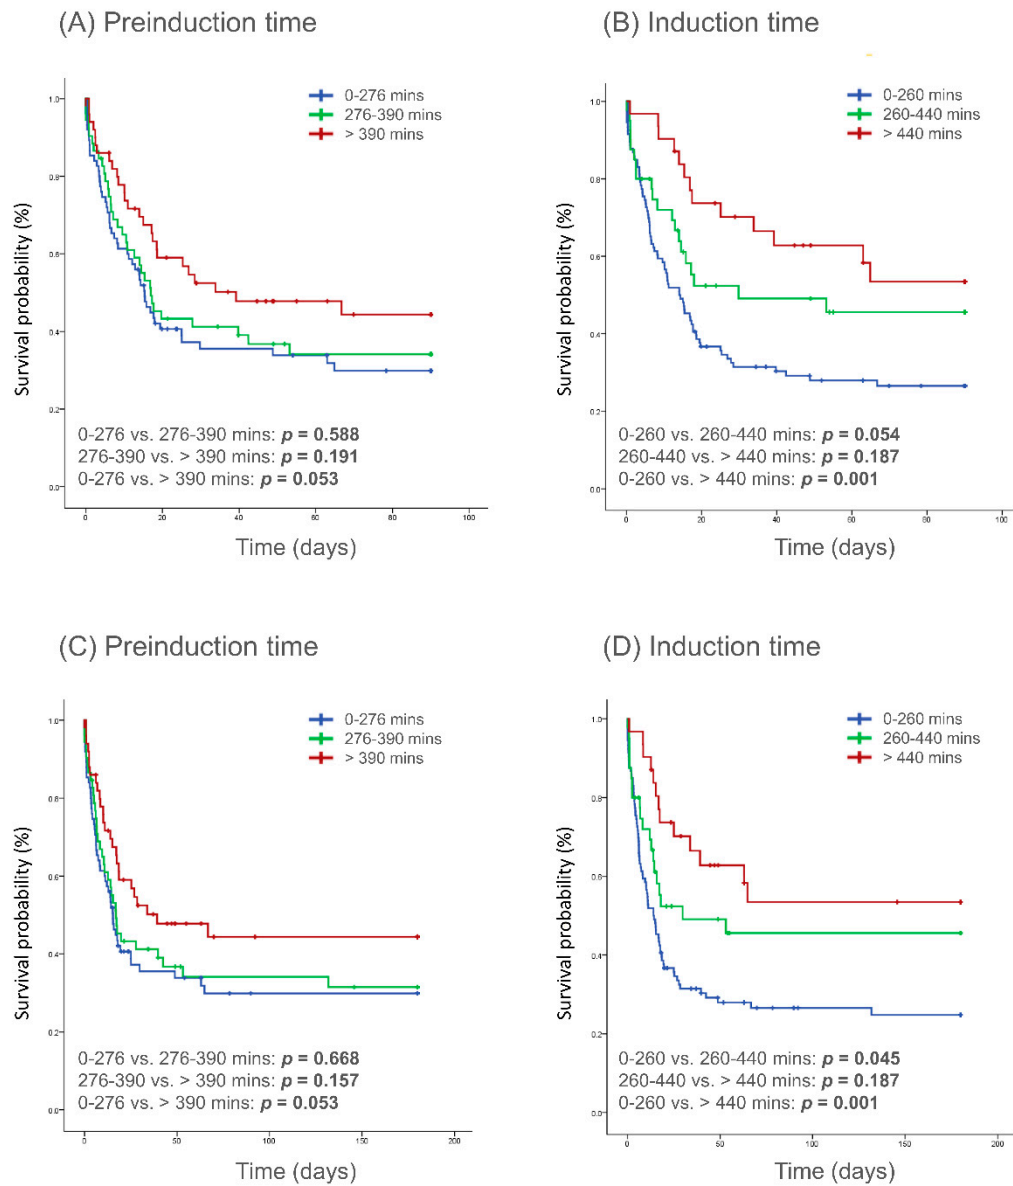 (A) Preinduction time
1.0
0.8
0.6
0.4
0.2
0.0
Survival probability (%)
0-276 mins
276-390 mins
> 390 mins
0-276 vs. 276-390 mins: p = 0.588
276-390 vs. > 390 mins: p = 0.191
0-276 vs. > 390 mins: p = 0.053
0 20 40 60 80 100
Time (days)
(B) Induction time
1.0
0.8
0.6
0.4
0.2
0.0
Survival probability (%)
0-260 mins
260-440 mins
> 440 mins
0-260 vs. 260-440 mins: p = 0.054
260-440 vs. > 440 mins: p = 0.187
0-260 vs. > 440 mins: p = 0.001
0 20 40 60 80 100
Time (days)
(C) Preinduction time
1.0
0.8
0.6
0.4
0.2
0.0
Survival probability (%)
0-276 mins
276-390 mins
> 390 mins
0-276 vs. 276-390 mins: p = 0.668
276-390 vs. > 390 mins: p = 0.157
0-276 vs. > 390 mins: p = 0.053
0 50 100 150 200
Time (days)
(D) Induction time
1.0
0.8
0.6
0.4
0.2
0.0
Survival probability (%)
0-260 mins
260-440 mins
> 440 mins
0-260 vs. 260-440 mins: p = 0.045
260-440 vs. > 440 mins: p = 0.187
0-260 vs. > 440 mins: p = 0.001
0 50 100 150 200
Time (days)